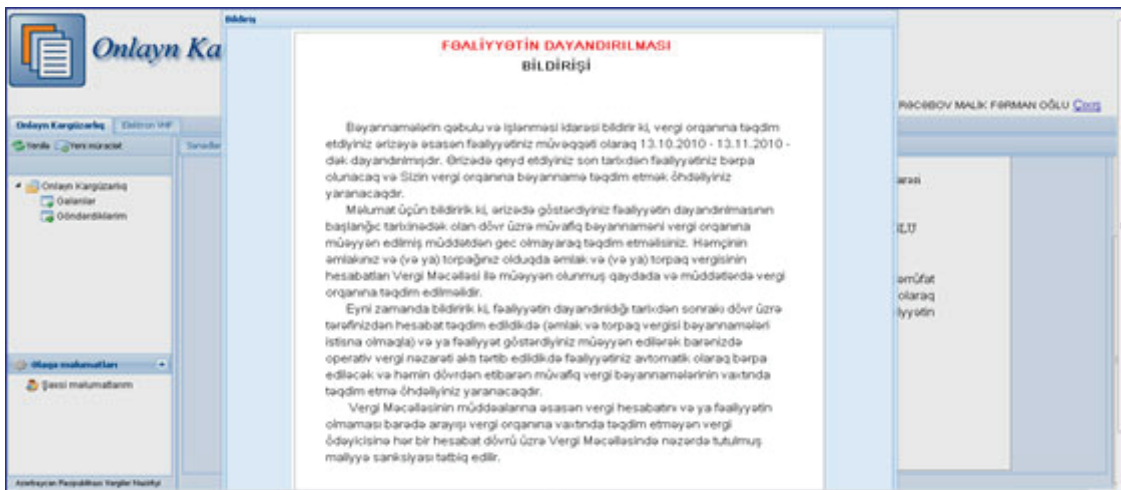 Bildiriş
Onlayn Ka
FƏALİYYƏTİN DAYANDIRILMASI
BİLDİRİŞİ
RƏCƏBOV MALİK FƏRMAN OĞLU Çıxış
Onlayn Kargüzarlıq Elektron VHF
Yenilə Yeni müraciət
Onlayn Kargüzarlıq
Gələnlər
Göndərdiklərim
Bəyannamələrin qəbulu və işlənməsi idarəsi bildirir ki, vergi orqanına təqdim
etdiyiniz ərizəyə əsasən fəaliyyətiniz müvəqqəti olaraq 13.10.2010 - 13.11.2010 -
dək dayandırılmışdır. Ərizədə qeyd etdiyiniz son tarixdən fəaliyyətiniz bərpa
olunacaq və Sizin vergi orqanına bəyannamə təqdim etmək öhdəliyiniz
yaranacaqdır.
Məlumat üçün bildiririk ki, ərizədə göstərdiyiniz fəaliyyətin dayandırılmasının
başlanğıc tarixinədək olan dövr üzrə müvafiq bəyannaməni vergi orqanına
müəyyən edilmiş müddətdən gec olmayaraq təqdim etməlisiniz. Həmçinin
əmlakınız və (və ya) torpağınız olduqda əmlak və (və ya) torpaq vergisinin
hesabatları Vergi Məcəlləsi ilə müəyyən olunmuş qaydada və müddətlərdə vergi
orqanına təqdim edilməlidir.
Eyni zamanda bildiririk ki, fəaliyyətin dayandırıldığı tarixdən sonrakı dövr üzrə
tərəfinizdən hesabat təqdim edildikdə (əmlak və torpaq vergisi bəyannamələri
istisna olmaqla) və ya fəaliyyət göstərdiyiniz müəyyən edilərək barənizdə
operativ vergi nəzarəti aktı tərtib edildikdə fəaliyyətiniz avtomatik olaraq bərpa
ediləcək və həmin dövrdən etibarən müvafiq vergi bəyannamələrinin vaxtında
təqdim etmə öhdəliyiniz yaranacaqdır.
Vergi Məcəlləsinin müddəalarına əsasən vergi hesabatını və ya fəaliyyətin
olmaması barədə arayışı vergi orqanına vaxtında təqdim etməyən vergi
ödəyicisinə hər bir hesabat dövrü üzrə Vergi Məcəlləsində nəzərdə tutulmuş
maliyyə sanksiyası tətbiq edilir.
Əlaqə məlumatları
Şəxsi məlumatlarım
Azərbaycan Respublikası Vergilər Nazirliyi
olaraq